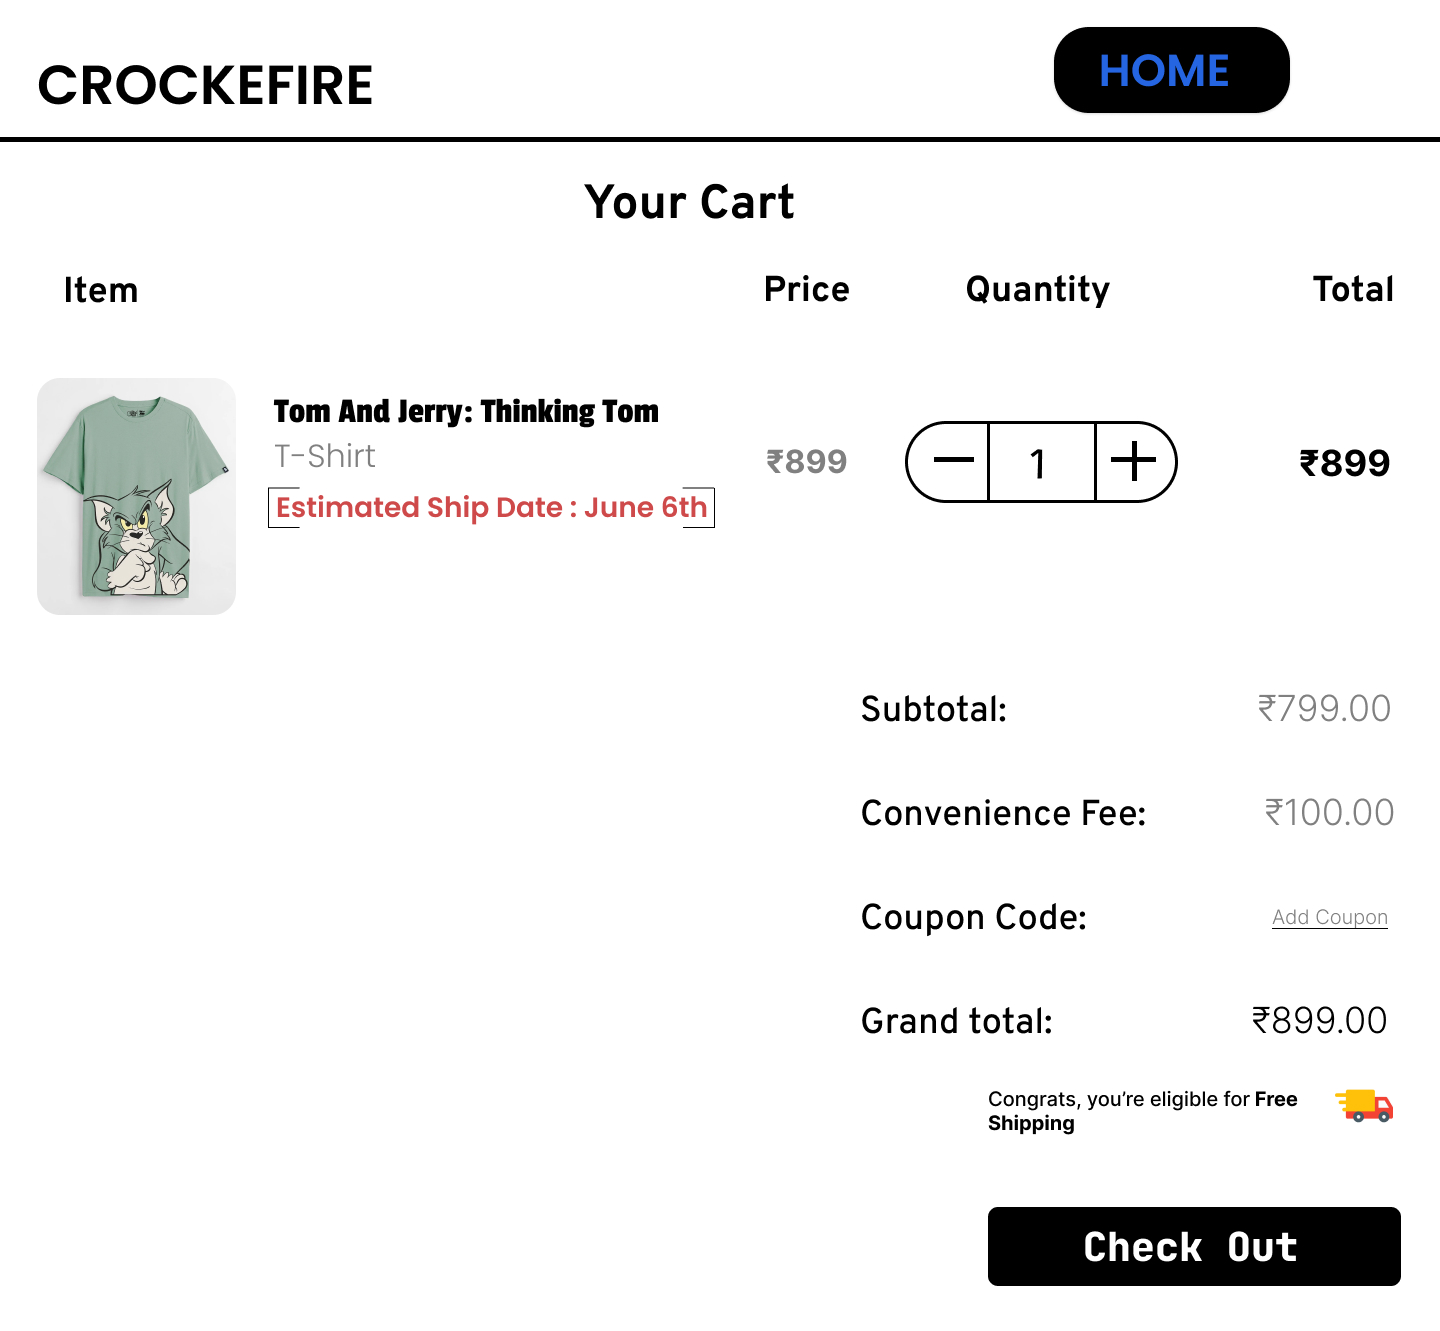 CROCKEFIRE
HOME
Your Cart
Item Price Quantity Total
Tom And Jerry: Thinking Tom
T-Shirt
₹899 1 ₹899
Estimated Ship Date : June 6th
Subtotal: ₹799.00
Convenience Fee: ₹100.00
Coupon Code: Add Coupon
Grand total: ₹899.00
Congrats, you’re eligible for Free
Shipping
Check Out